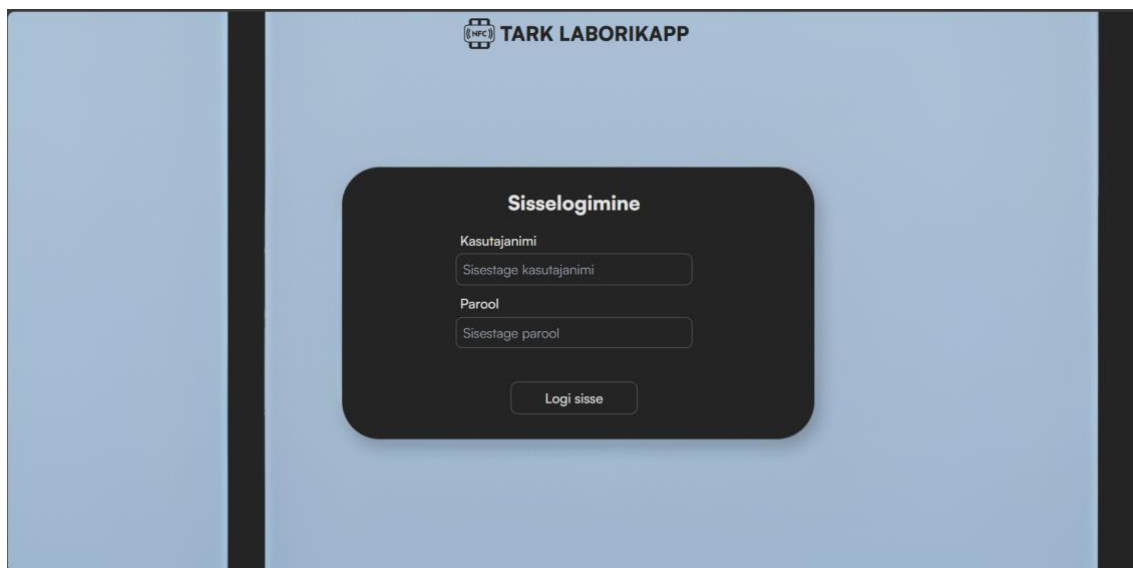 NFC TARK LABORIKAPP
Sisselogimine
Kasutajanimi
Sisestage kasutajanimi
Parool
Sisestage parool
Logi sisse